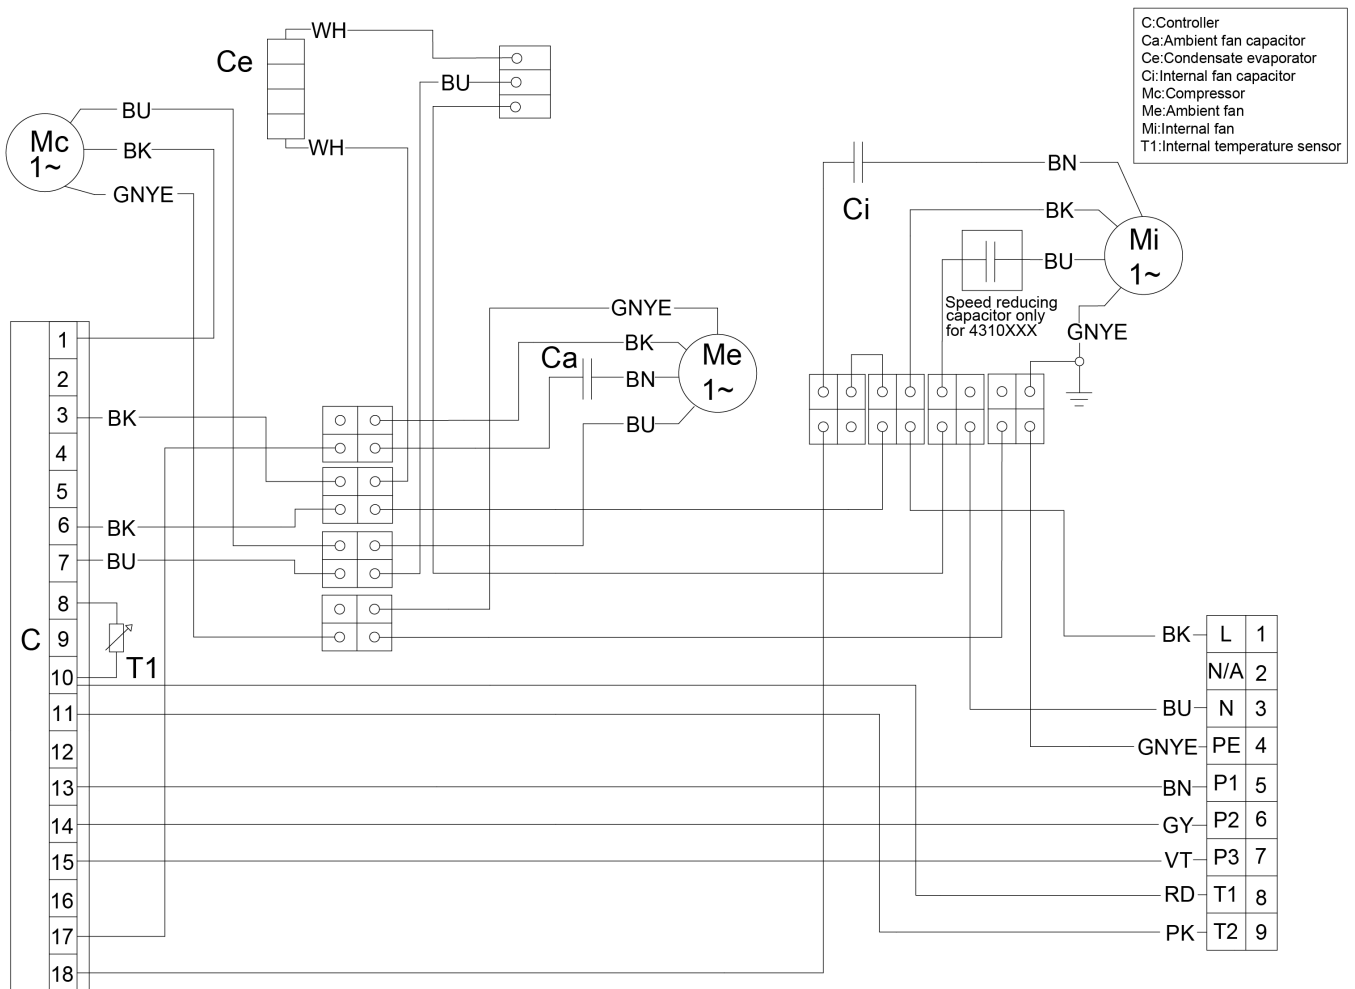 WH
Ce
BU
WH
BU
Mc
1~
BK
GNYE
C:Controller
Ca:Ambient fan capacitor
Ce:Condensate evaporator
Ci:Internal fan capacitor
Mc:Compressor
Me:Ambient fan
Mi:Internal fan
T1:Internal temperature sensor
BN
Ci
BK
Mi
1~
BU
Speed reducing
capacitor only
for 4310XXX
GNYE
GNYE
BK
Ca
Me
1~
BN
BU
C
1
2
3
BK
4
5
6
BK
7
BU
8
9
10
T1
11
12
13
14
15
16
17
18
BK L 1
N/A 2
BU N 3
GNYE PE 4
BN P1 5
GY P2 6
VT P3 7
RD T1 8
PK T2 9